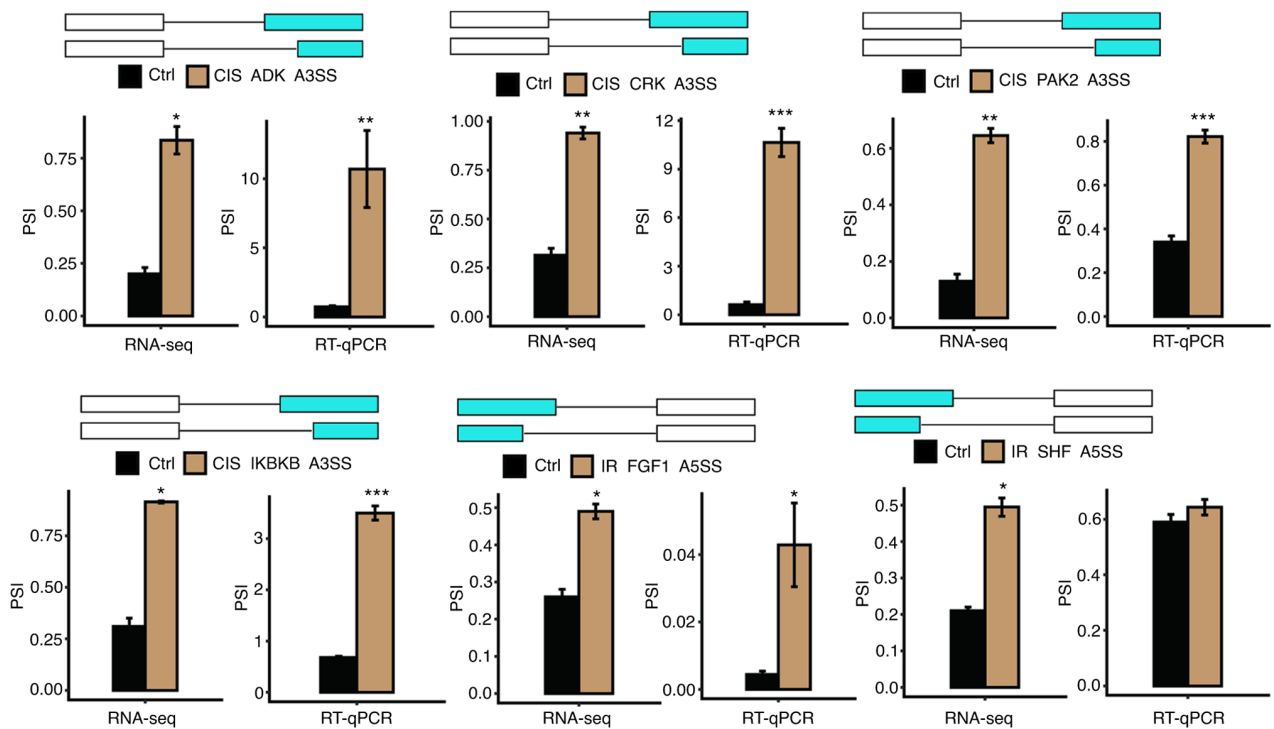 Ctrl CIS ADK A3SS
*
**
0.75
0.50
0.25
0.00
PSI
RNA-seq
10
5
0
PSI
RT-qPCR
Ctrl CIS CRK A3SS
**
***
1.00
0.75
0.50
0.25
0.00
PSI
RNA-seq
12
9
6
3
0
PSI
RT-qPCR
Ctrl CIS PAK2 A3SS
**
***
0.6
0.4
0.2
0.0
PSI
RNA-seq
0.8
0.6
0.4
0.2
0.0
PSI
RT-qPCR
Ctrl CIS IKBKB A3SS
*
***
0.75
0.50
0.25
0.00
PSI
RNA-seq
3
2
1
0
PSI
RT-qPCR
Ctrl IR FGF1 A5SS
*
*
0.5
0.4
0.3
0.2
0.1
0.0
PSI
RNA-seq
0.04
0.02
0.00
PSI
RT-qPCR
Ctrl IR SHF A5SS
*
0.5
0.4
0.3
0.2
0.1
0.0
PSI
RNA-seq
0.6
0.4
0.2
0.0
PSI
RT-qPCR